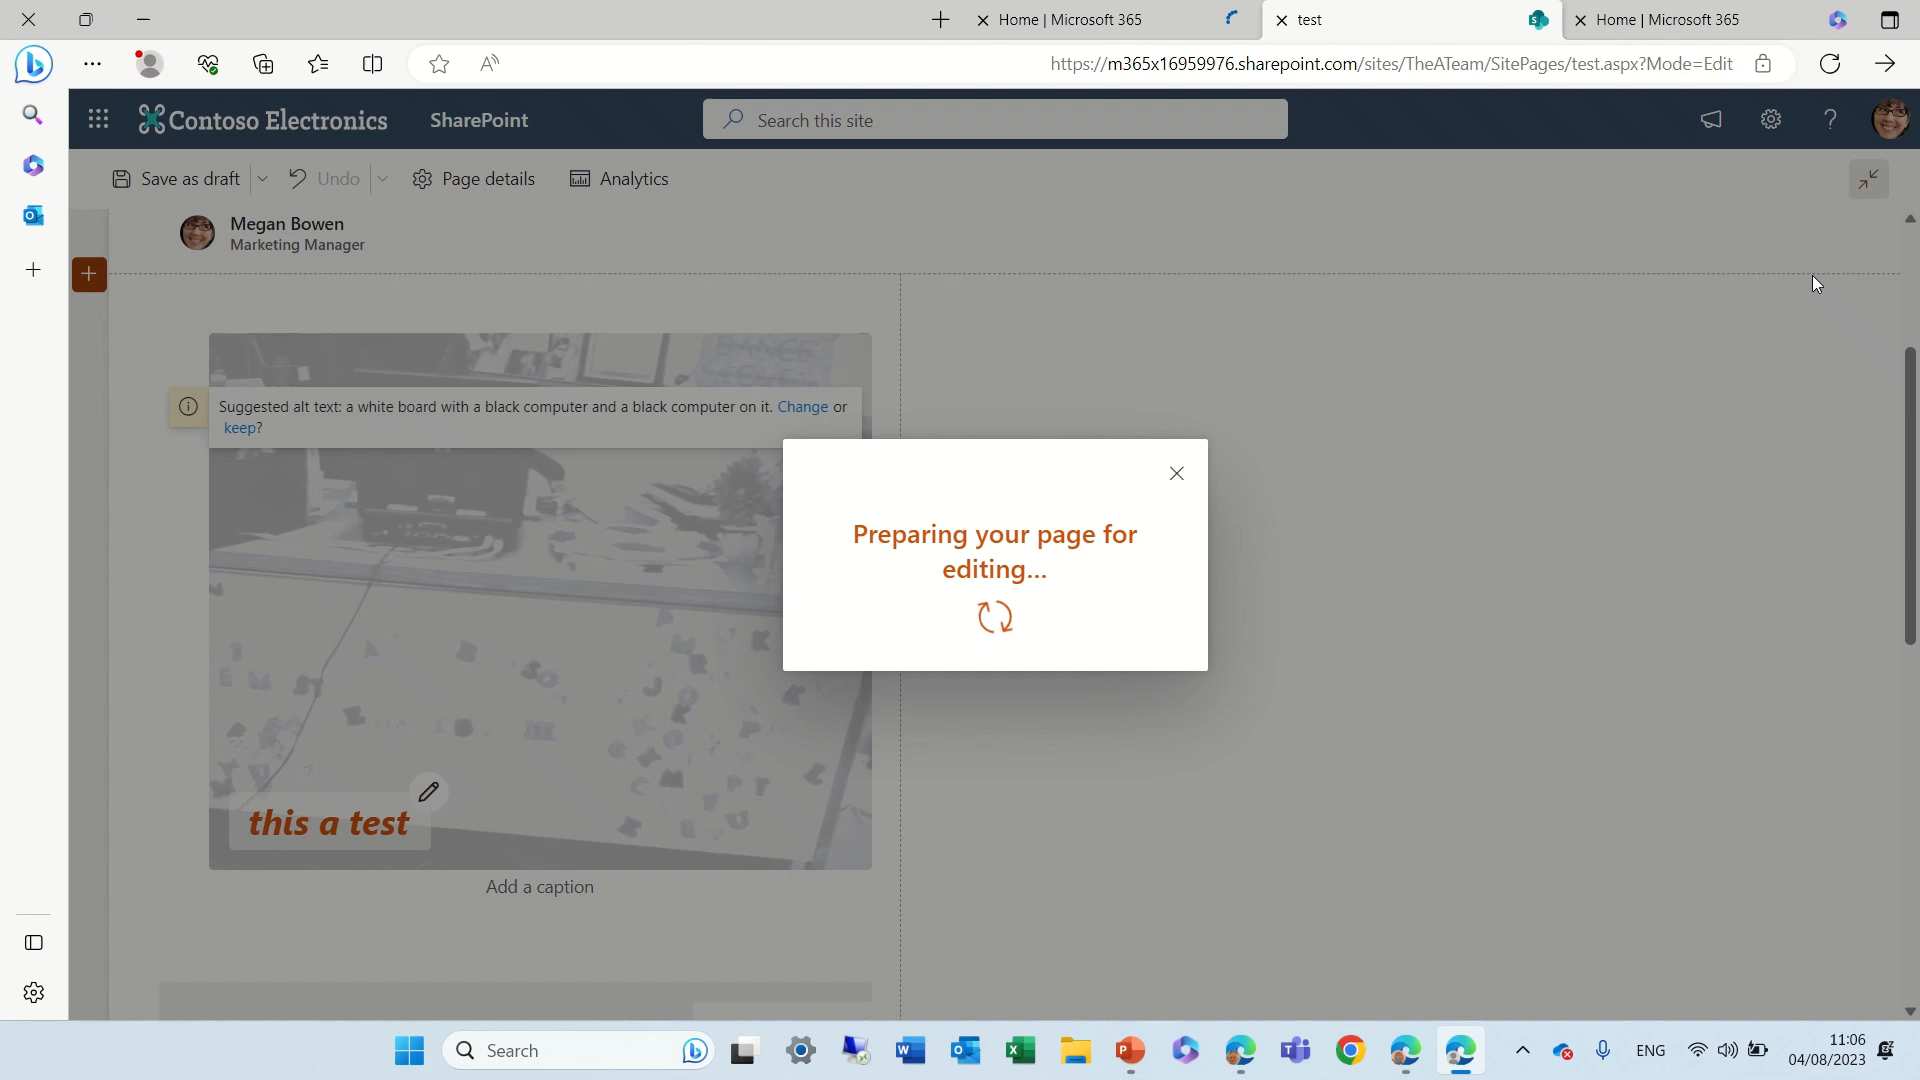 Home | Microsoft 365
test
Home | Microsoft 365
https://m365x16959976.sharepoint.com/sites/TheATeam/SitePages/test.aspx?Mode=Edit
Contoso Electronics
SharePoint
Search this site
Save as draft
Undo
Page details
Analytics
Megan Bowen
Marketing Manager
Suggested alt text: a white board with a black computer and a black computer on it. Change or
keep?
Preparing your page for
editing...
this a test
Add a caption
Search
ENG
11:06
04/08/2023